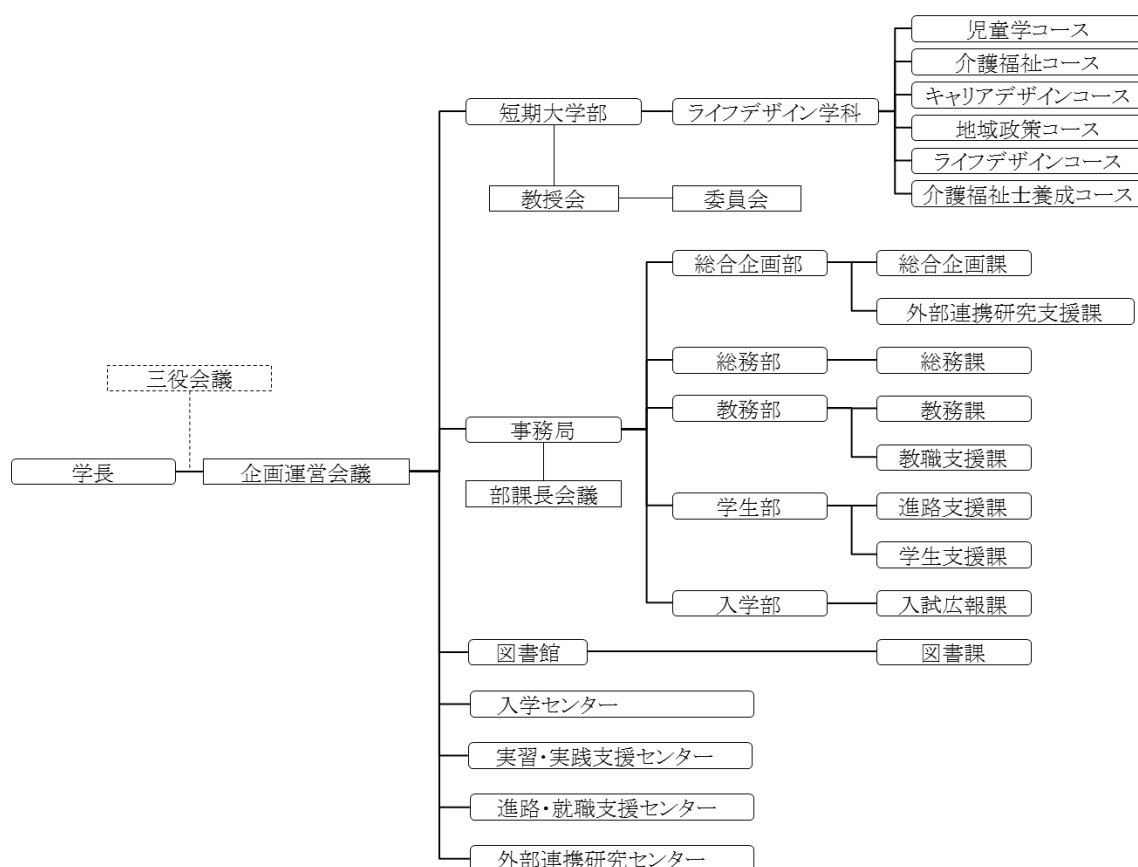 児童学コース
介護福祉コース
キャリアデザインコース
短期大学部
ライフデザイン学科
地域政策コース
ライフデザインコース
介護福祉士養成コース
教授会
委員会
総合企画部
総合企画課
外部連携研究支援課
総務部
総務課
三役会議
教務部
教務課
事務局
教職支援課
学長
企画運営会議
部課長会議
学生部
進路支援課
学生支援課
入学部
入試広報課
図書館
図書課
入学センター
実習・実践支援センター
進路・就職支援センター
外部連携研究センター